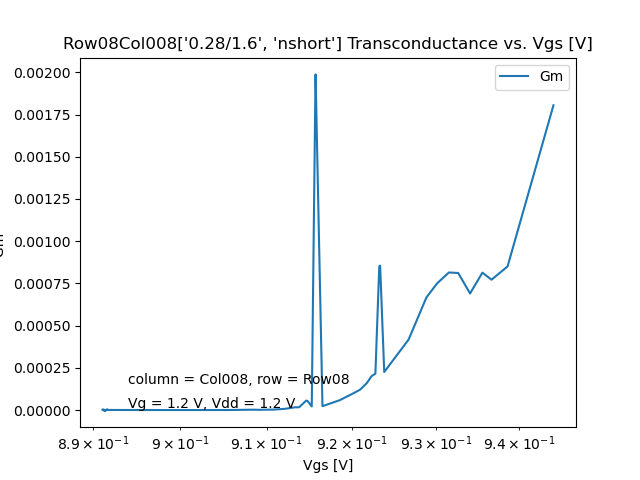 Row08Col008['0.28/1.6', 'nshort'] Transconductance vs. Vgs [V]
Gm
0.00200
0.00175
0.00150
0.00125
0.00100
0.00075
0.00050
0.00025
0.00000
column = Col008, row = Row08
Vg = 1.2 V, Vdd = 1.2 V
8.9 × 10⁻¹ 9 × 10⁻¹ 9.1 × 10⁻¹ 9.2 × 10⁻¹ 9.3 × 10⁻¹ 9.4 × 10⁻¹
Vgs [V]